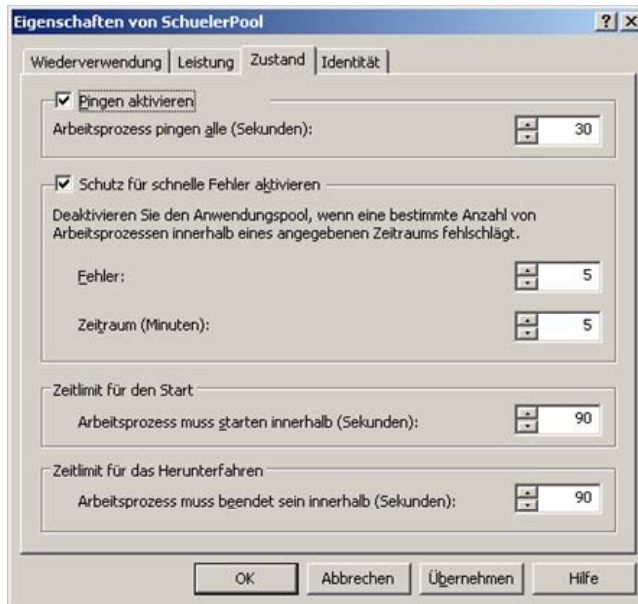 Eigenschaften von SchuelerPool
Wiederverwendung Leistung Zustand Identität
Pingen aktivieren
Arbeitsprozess pingen alle (Sekunden): 30
Schutz für schnelle Fehler aktivieren
Deaktivieren Sie den Anwendungspool, wenn eine bestimmte Anzahl von
Arbeitsprozessen innerhalb eines angegebenen Zeitraums fehlschlägt.
Fehler: 5
Zeitraum (Minuten): 5
Zeitlimit für den Start
Arbeitsprozess muss starten innerhalb (Sekunden): 90
Zeitlimit für das Herunterfahren
Arbeitsprozess muss beendet sein innerhalb (Sekunden): 90
OK Abbrechen Übernehmen Hilfe